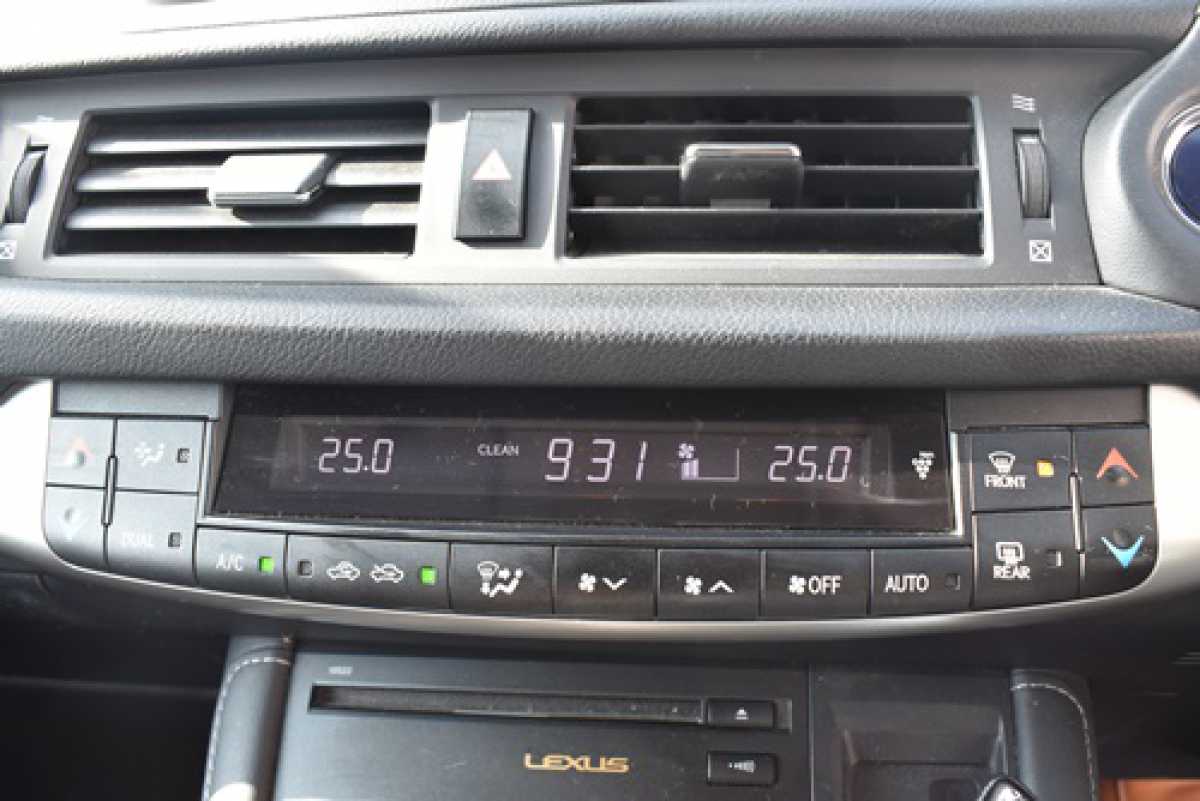 25.0 CLEAN 9 31 25.0
FRONT
DUAL
A/C
OFF
AUTO
REAR
LEXUS